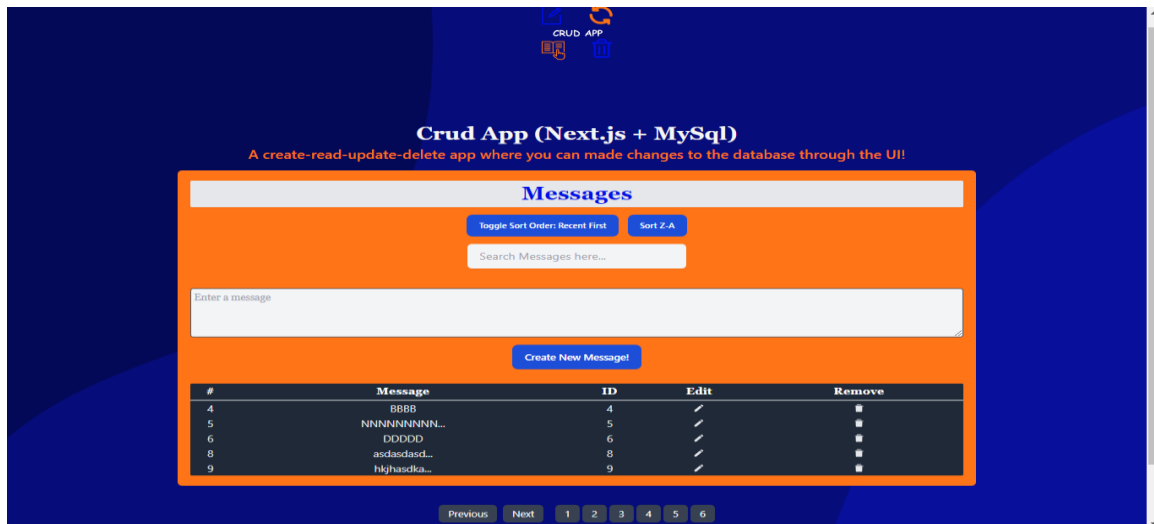 CRUD APP
Crud App (Next.js + MySql)
A create-read-update-delete app where you can made changes to the database through the UI!
Messages
Toggle Sort Order: Recent First Sort Z-A
Search Messages here...
Enter a message
Create New Message!
# Message ID Edit Remove
4 BBBB 4
5 NNNNNNNNN... 5
6 DDDDD 6
8 asdasdasd... 8
9 hkjhasdka... 9
Previous Next 1 2 3 4 5 6